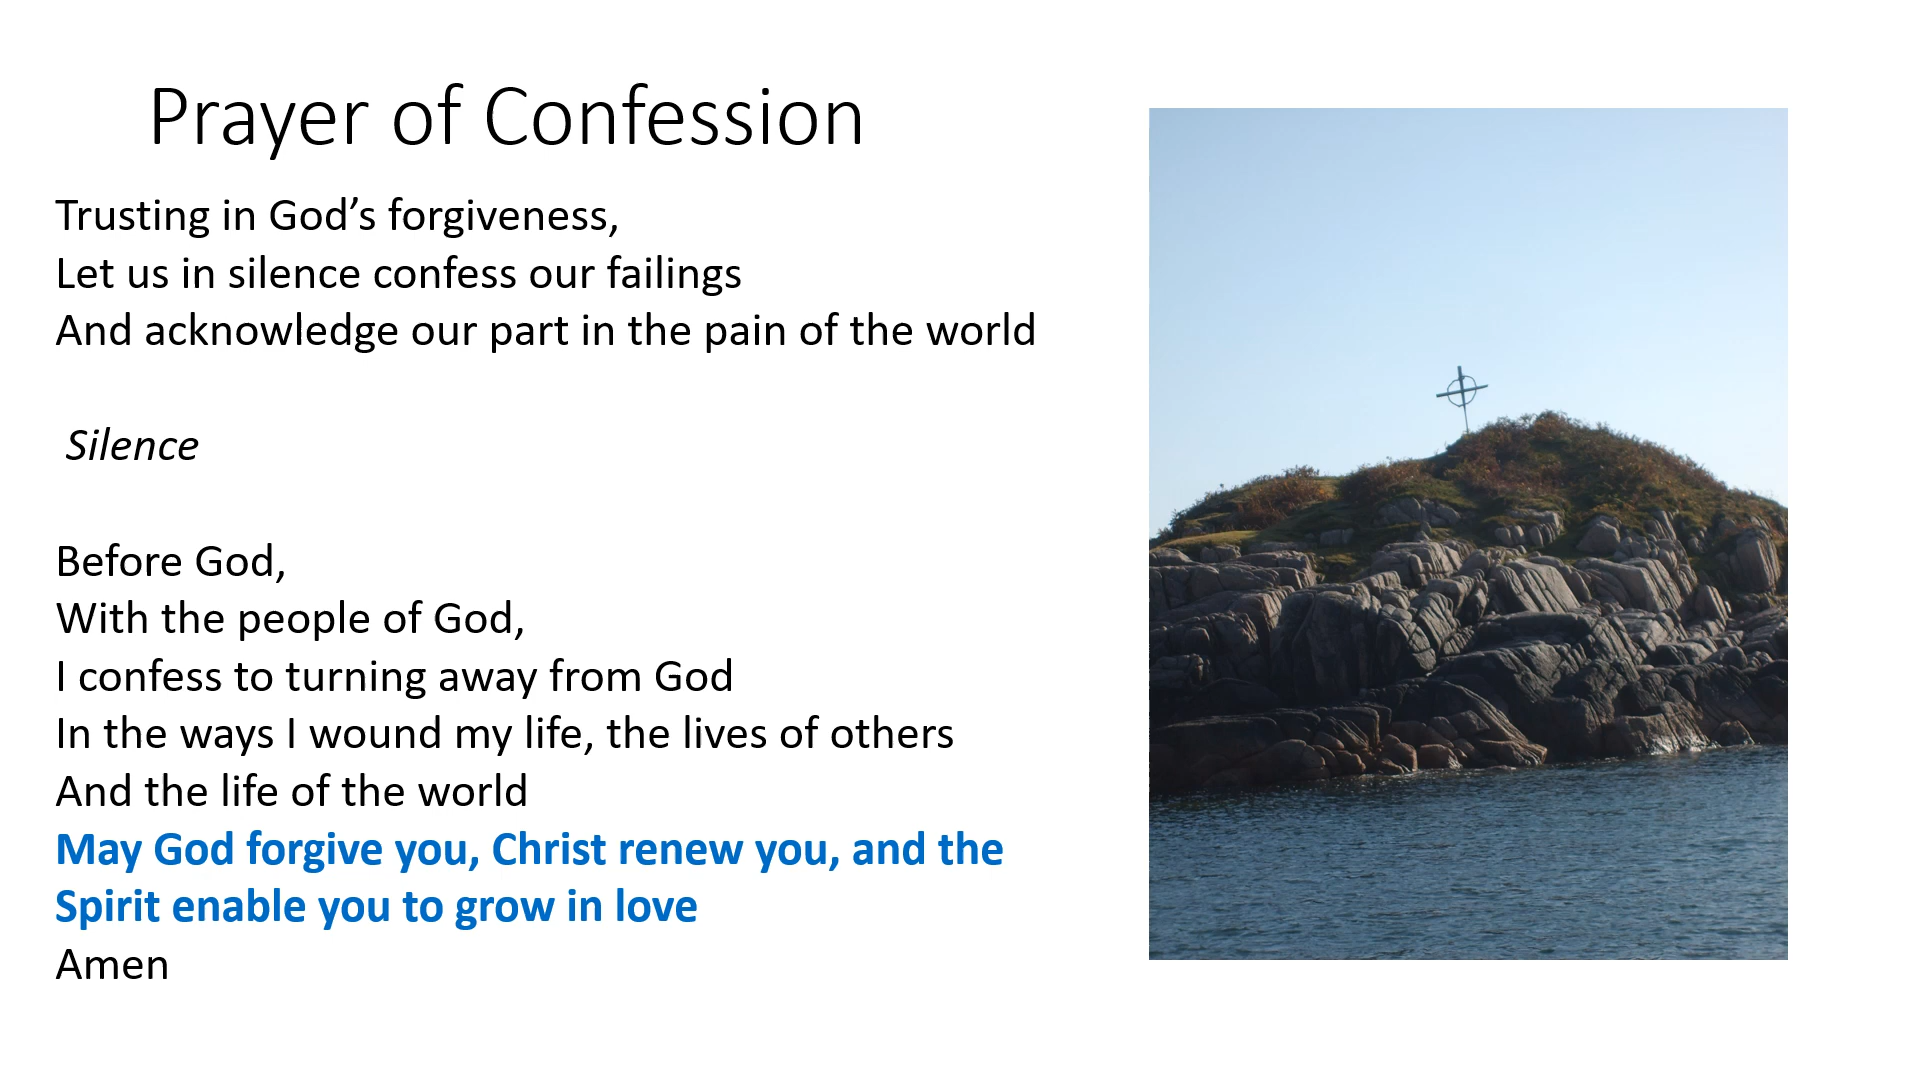 Prayer of Confession
Trusting in God’s forgiveness,
Let us in silence confess our failings
And acknowledge our part in the pain of the world
Silence
Before God,
With the people of God,
I confess to turning away from God
In the ways I wound my life, the lives of others
And the life of the world
May God forgive you, Christ renew you, and the
Spirit enable you to grow in love
Amen